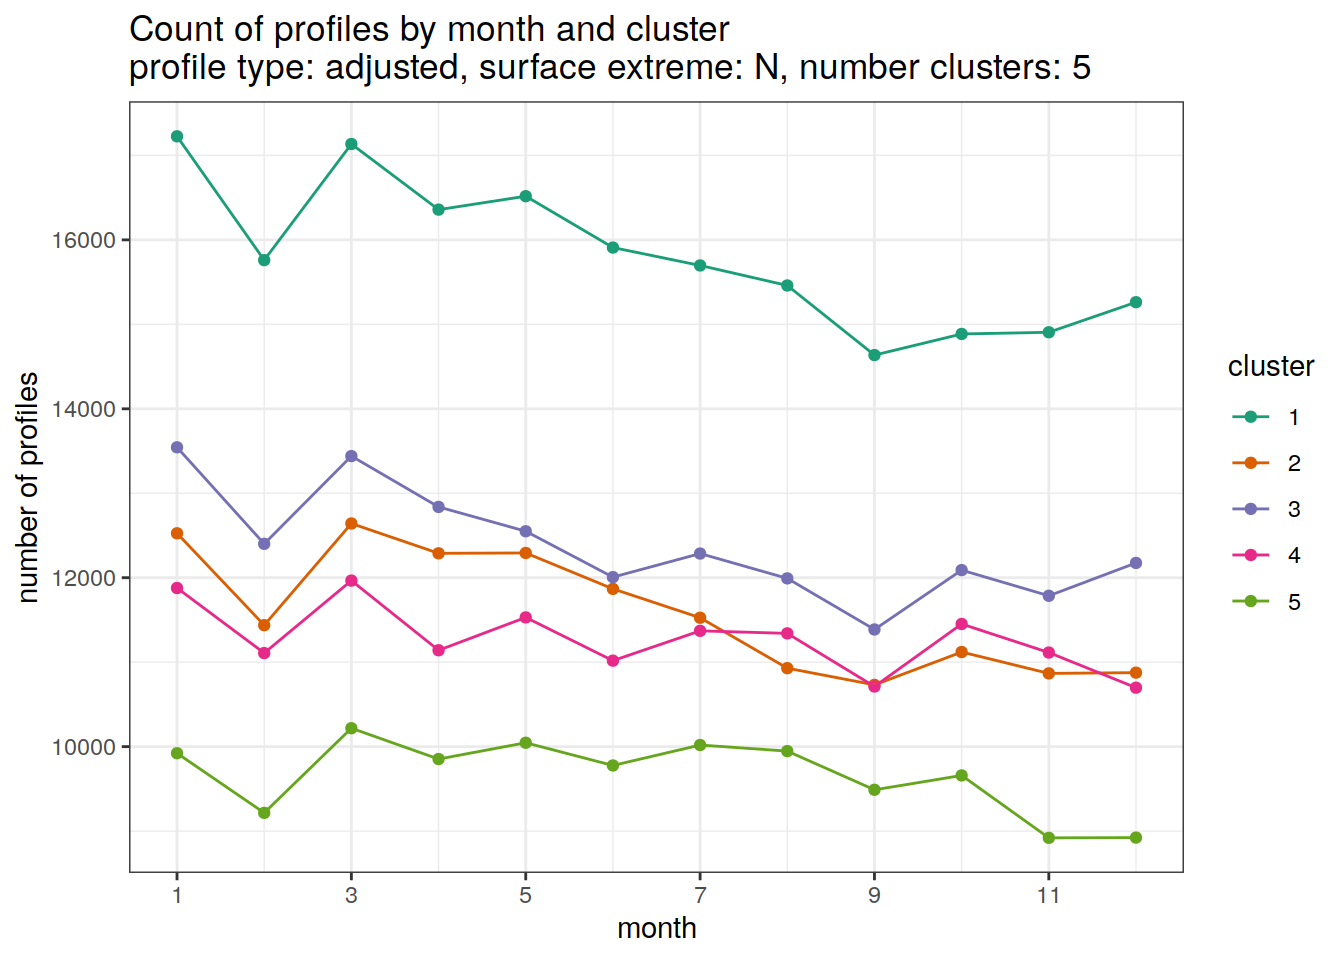 Count of profiles by month and cluster
profile type: adjusted, surface extreme: N, number clusters: 5
16000
14000
12000
10000
number of profiles
1 3 5 7 9 11
month
cluster
1
2
3
4
5